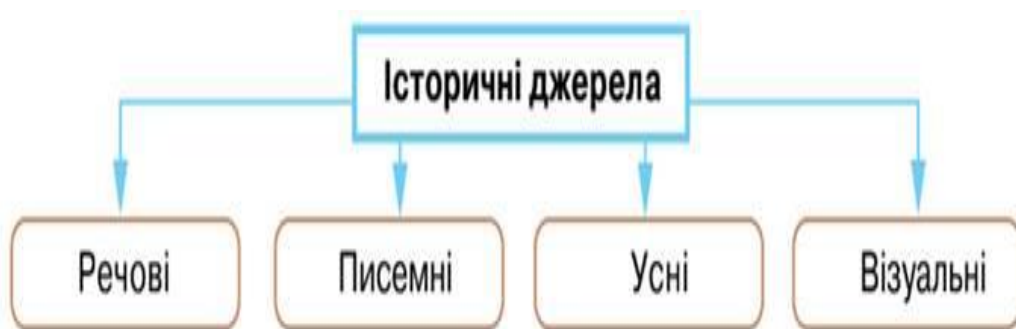 Історичні джерела
Речові
Писемні
Усні
Візуальні